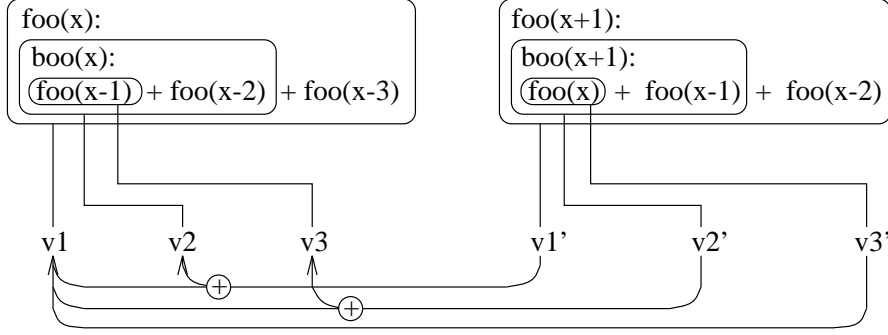 foo(x):
boo(x):
foo(x-1) + foo(x-2) + foo(x-3)
foo(x+1):
boo(x+1):
foo(x) + foo(x-1) + foo(x-2)
v1 v2 v3 v1’ v2’ v3’
+
+